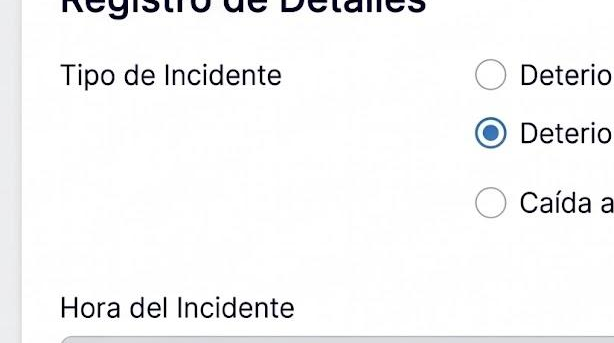 Registro de Detalles
Tipo de Incidente
Deterio
Deterio
Caída a
Hora del Incidente